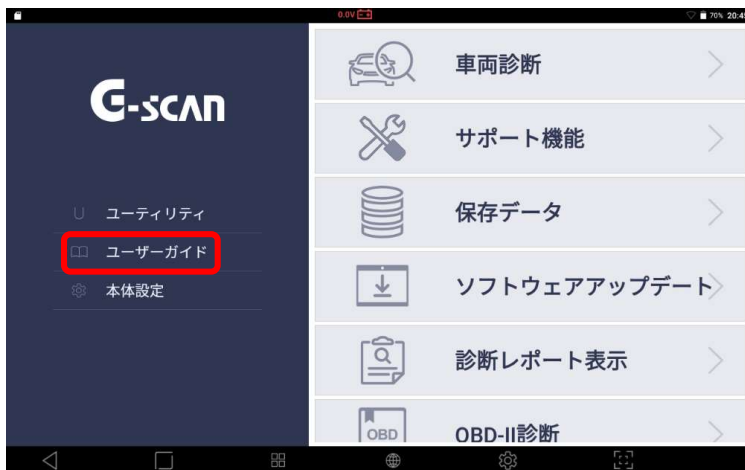 0.0V
70% 20:45
G-scan
U ユーティリティ
ユーザーガイド
本体設定
車両診断
サポート機能
保存データ
ソフトウェアアップデート
診断レポート表示
OBD
OBD-II診断